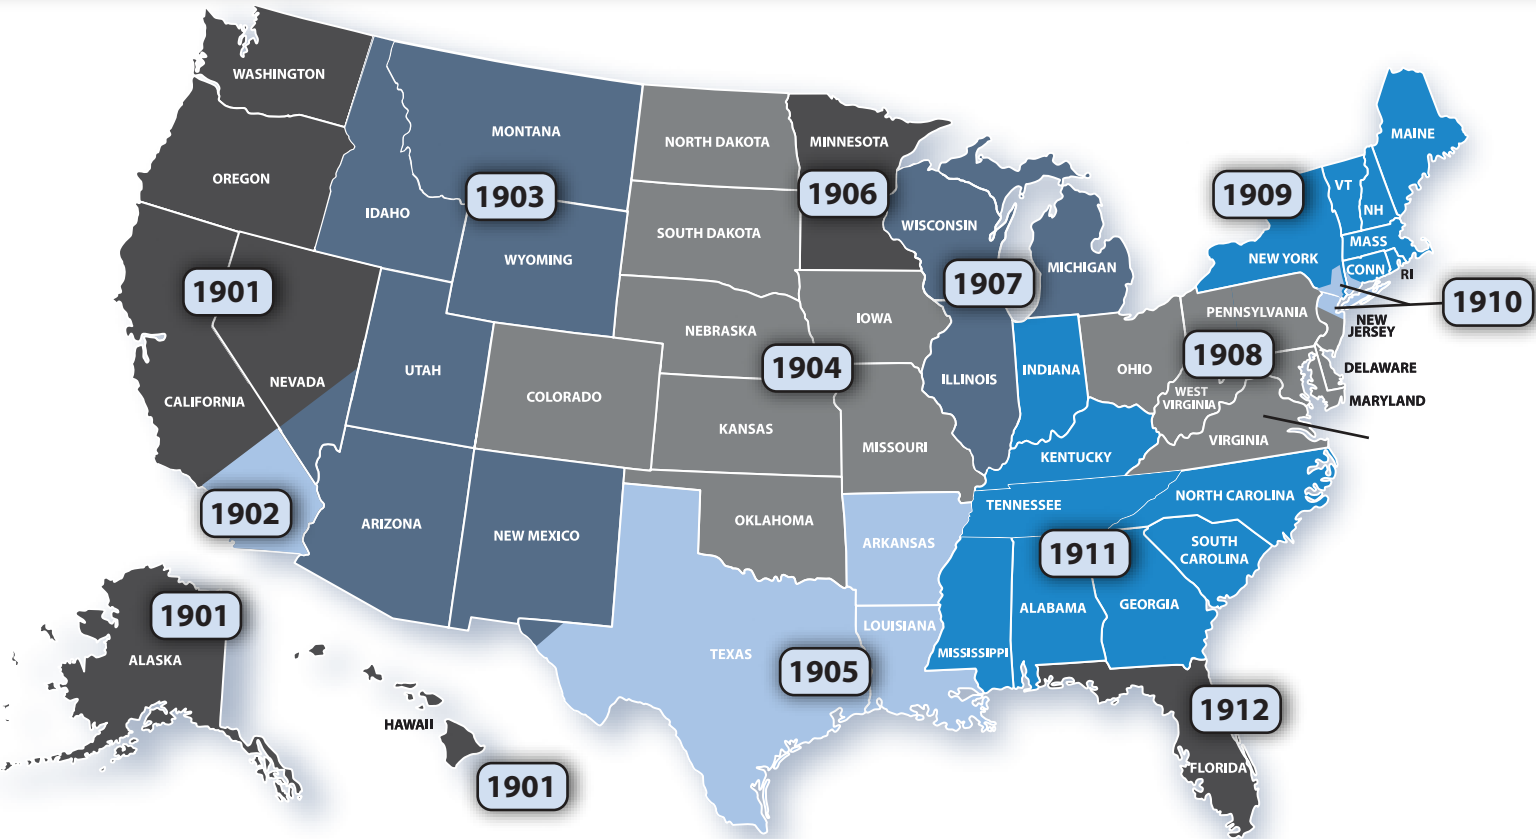 WASHINGTON
MONTANA
NORTH DAKOTA
MINNESOTA
MAINE
OREGON
IDAHO
1903
1906
1909
VT
NH
WISCONSIN
SOUTH DAKOTA
WYOMING
MICHIGAN
NEW YORK
MASS
CONN
RI
1901
1907
1910
NEBRASKA
IOWA
PENNSYLVANIA
NEW
JERSEY
NEVADA
UTAH
COLORADO
1904
ILLINOIS
INDIANA
OHIO
1908
DELAWARE
CALIFORNIA
KANSAS
MISSOURI
WEST
VIRGINIA
MARYLAND
VIRGINIA
KENTUCKY
1902
ARIZONA
NEW MEXICO
OKLAHOMA
ARKANSAS
TENNESSEE
NORTH CAROLINA
SOUTH
CAROLINA
1911
1901
ALASKA
TEXAS
1905
LOUISIANA
MISSISSIPPI
ALABAMA
GEORGIA
HAWAII
1901
1912
FLORIDA